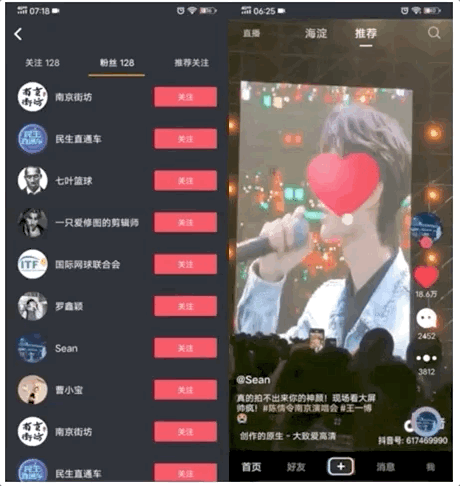 07:18
关注 128
粉丝 128
推荐关注
南京街坊
关注
民生直通车
关注
七叶篮球
关注
一只爱修图的剪辑师
关注
ITF
国际网球联合会
关注
罗鑫颖
关注
Sean
关注
曹小宝
关注
南京街坊
关注
民生直通车
关注
06:25
直播
海淀
推荐
18.6万
2452
3812
@Sean
真的拍不出来你的神颜！现场看大屏
帅疯！#陈情令南京演唱会 #王一博
创作的原生 - 大致爱高清
抖音号: 617469990
首页
好友
消息
我